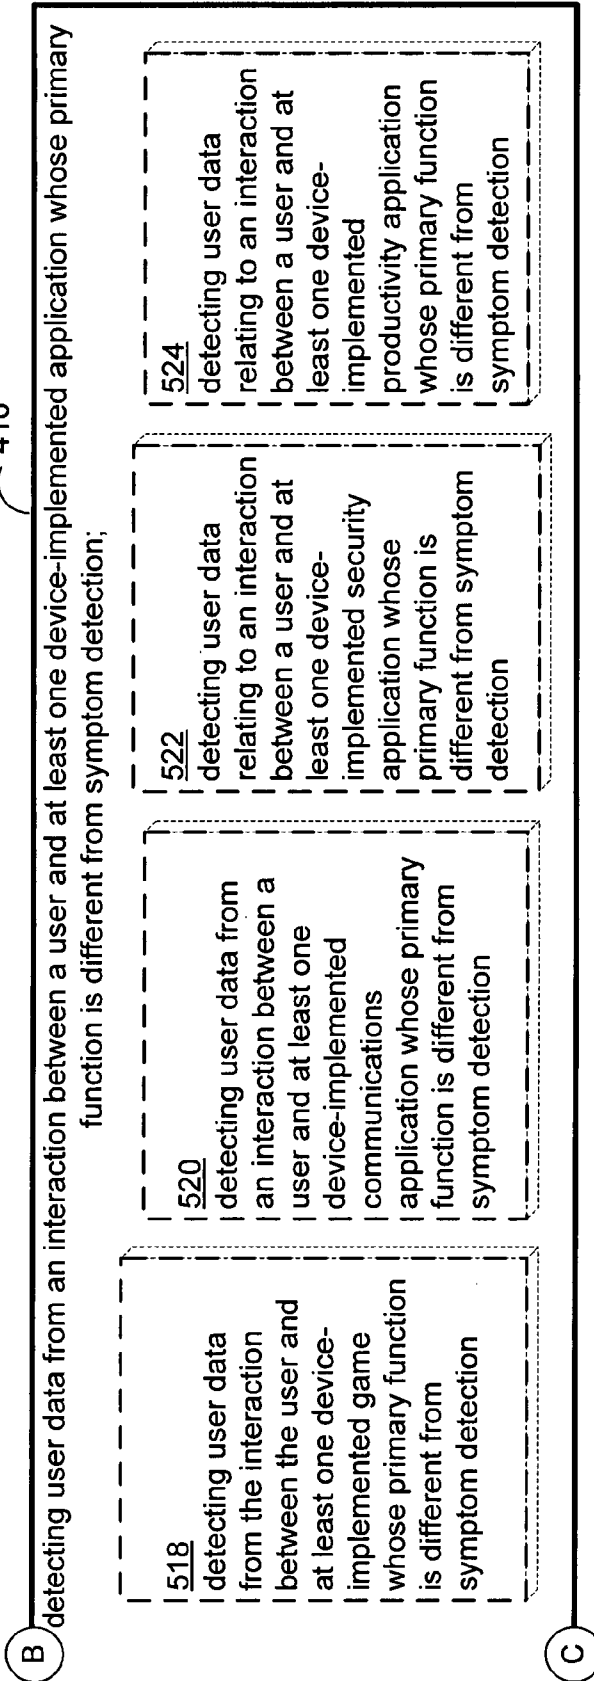 B
detecting user data from an interaction between a user and at least one device-implemented application whose primary
function is different from symptom detection;
518
detecting user data
from the interaction
between the user and
at least one device-
implemented game
whose primary function
is different from
symptom detection
520
detecting user data from
an interaction between a
user and at least one
device-implemented
communications
application whose primary
function is different from
symptom detection
522
detecting user data
relating to an interaction
between a user and at
least one device-
implemented security
application whose
primary function is
different from symptom
detection
524
detecting user data
relating to an interaction
between a user and at
least one device-
implemented
productivity application
whose primary function
is different from
symptom detection
C